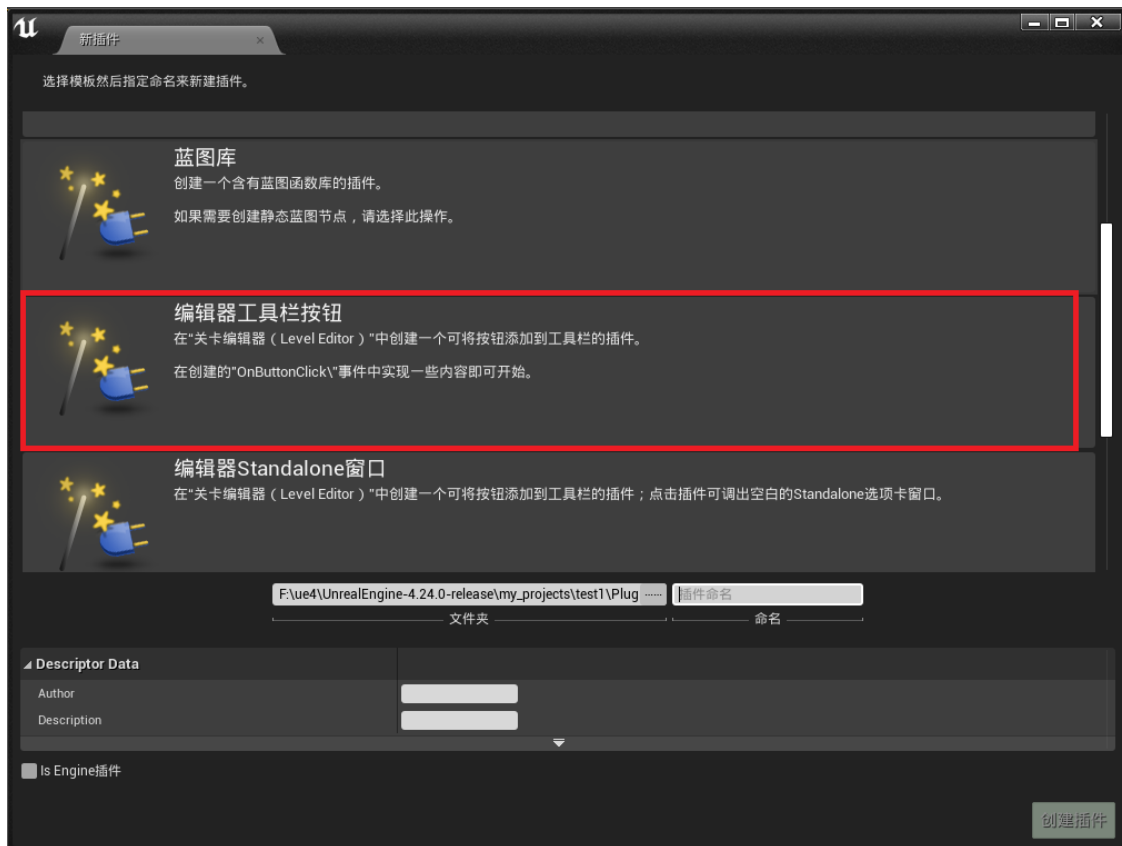 新插件
选择模板然后指定命名来新建插件。
蓝图库
创建一个含有蓝图函数库的插件。
如果需要创建静态蓝图节点，请选择此操作。
编辑器工具栏按钮
在"关卡编辑器（Level Editor）"中创建一个可将按钮添加到工具栏的插件。
在创建的"OnButtonClick\"事件中实现一些内容即可开始。
编辑器Standalone窗口
在"关卡编辑器（Level Editor）"中创建一个可将按钮添加到工具栏的插件；点击插件可调出空白的Standalone选项卡窗口。
F:\ue4\UnrealEngine-4.24.0-release\my_projects\test1\Plug ······ 插件命名
文件夹 命名
Descriptor Data
Author
Description
Is Engine插件
创建插件